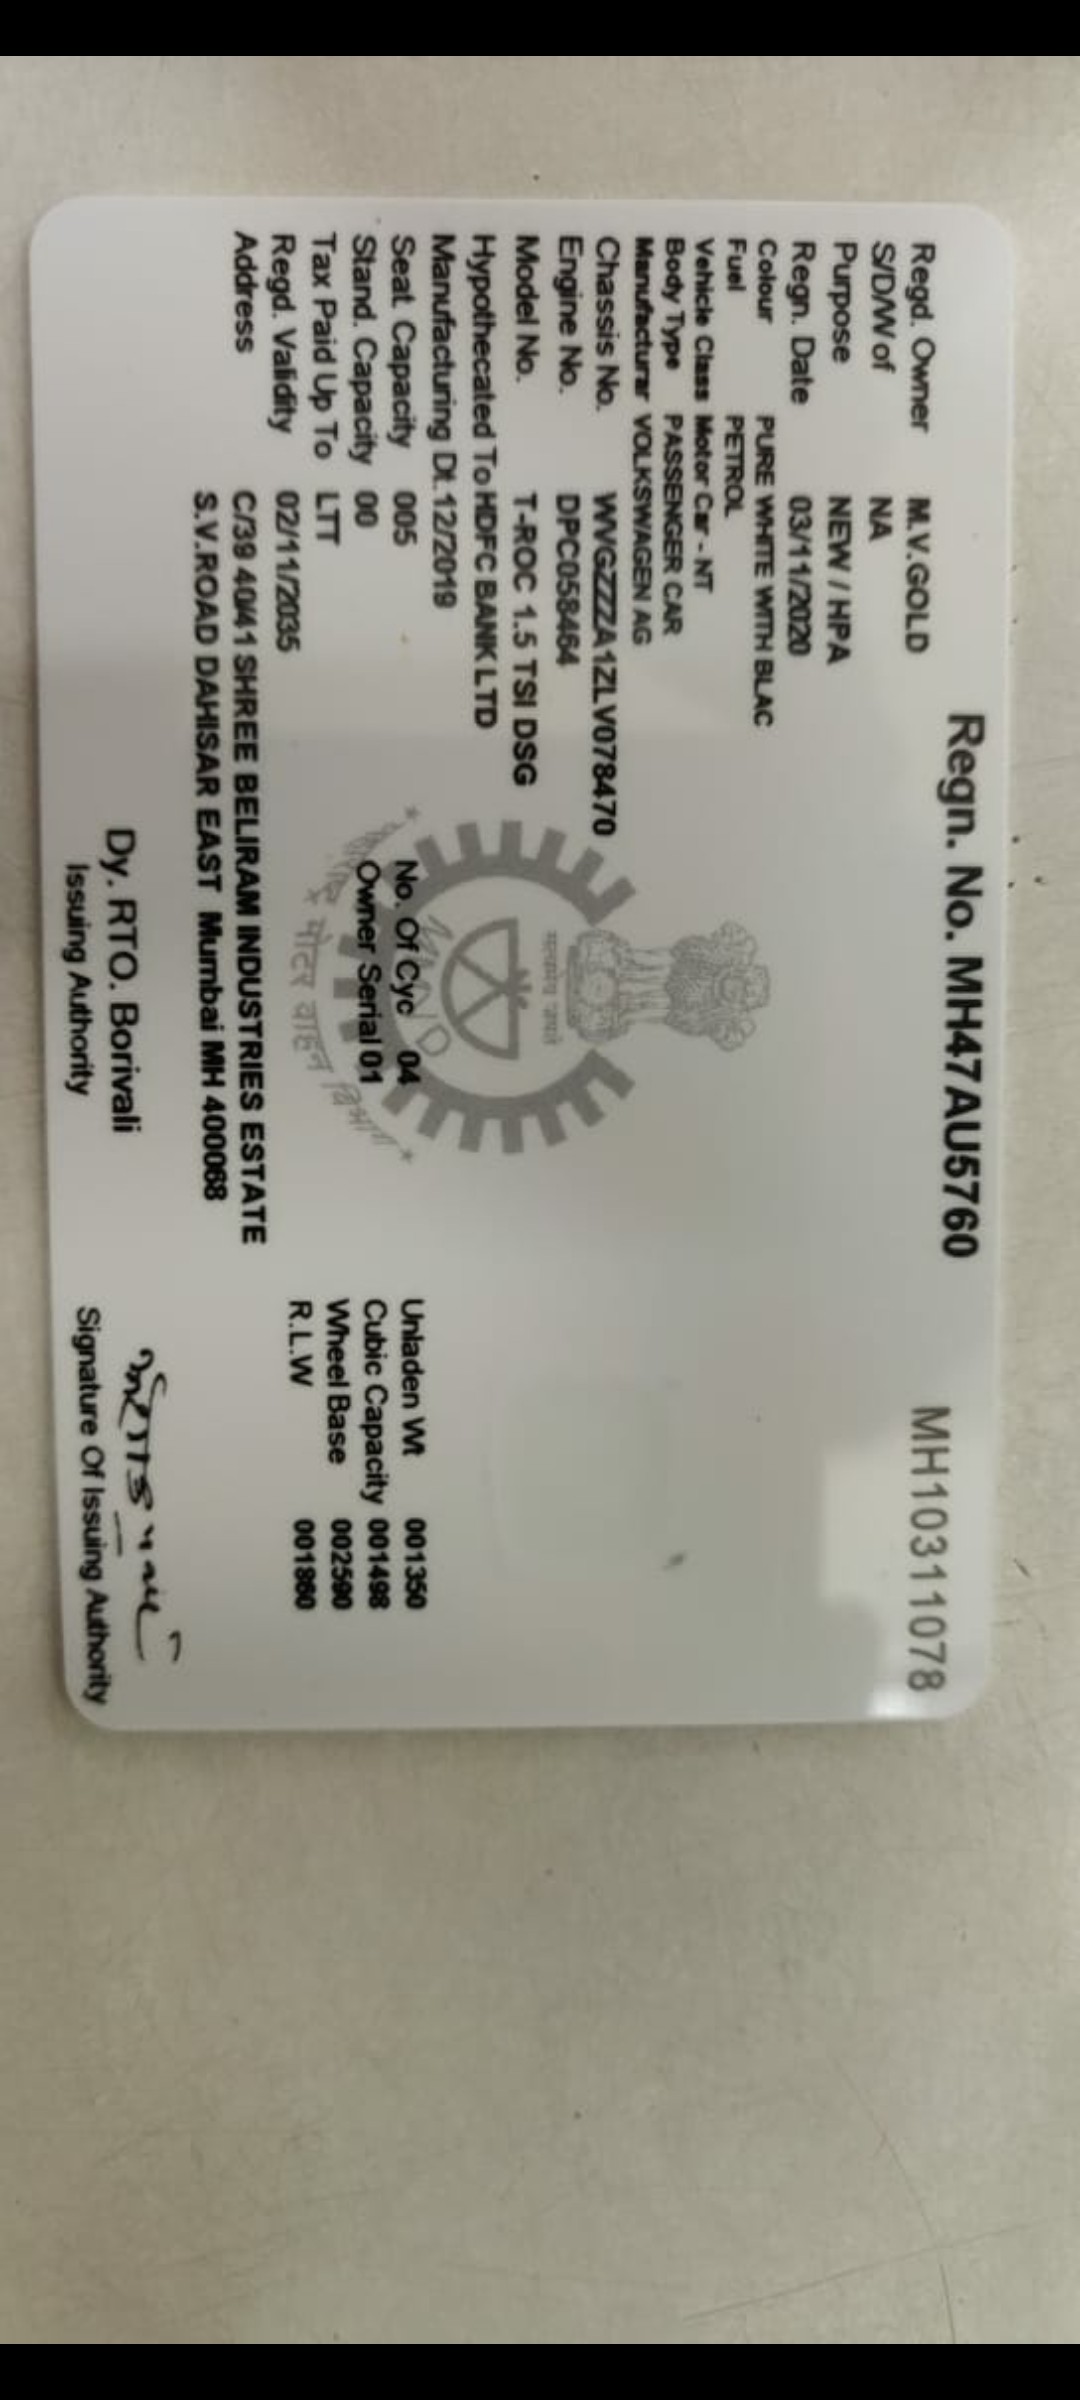 Regn. No. MH47AU5760 MH10311078
Regd. Owner M.V.GOLD
S/D/W of NA
Purpose NEW / HPA
Regn. Date 03/11/2020
Colour PURE WHITE WITH BLAC
Fuel PETROL
Vehicle Class Motor Car - NT
Body Type PASSENGER CAR
Manufacturar VOLKSWAGEN AG
Chassis No. WVGZZZA1ZLV078470
Engine No. DPC058464
Model No. T-ROC 1.5 TSI DSG
Hypothecated To HDFC BANK LTD
Manufacturing Dt. 12/2019
Seat Capacity 005 No. Of Cyc 04 Unladen Wt 001350
Stand. Capacity 00 Owner Serial 01 Cubic Capacity 001498
Tax Paid Up To LTT Wheel Base 002590
Regd. Validity 02/11/2035 R.L.W 001860
Address C/39 40/41 SHREE BELIRAM INDUSTRIES ESTATE
S.V.ROAD DAHISAR EAST Mumbai MH 400068
मोटर वाहन विभाग
Dy. RTO. Borivali
Issuing Authority Signature Of Issuing Authority